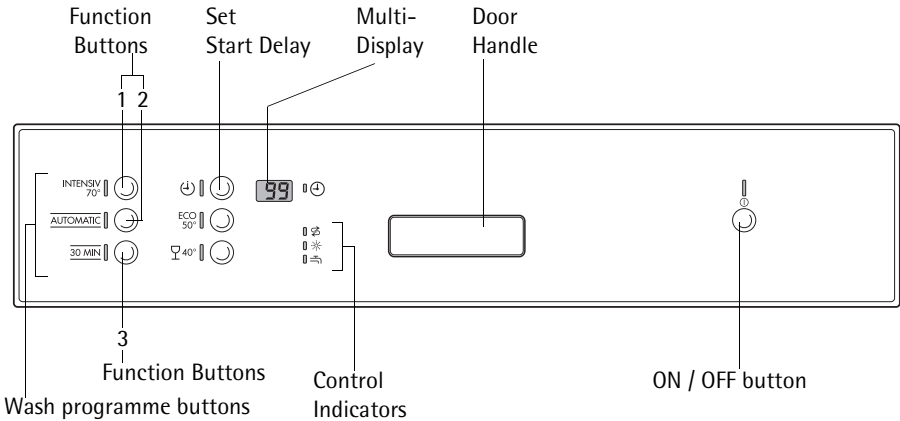 Function
Buttons
Set
Start Delay
Multi-
Display
Door
Handle
1 2
INTENSIV
70°
99
AUTOMATIC
ECO
50°
30 MIN
40°
3
Function Buttons
Wash programme buttons
Control
Indicators
ON / OFF button